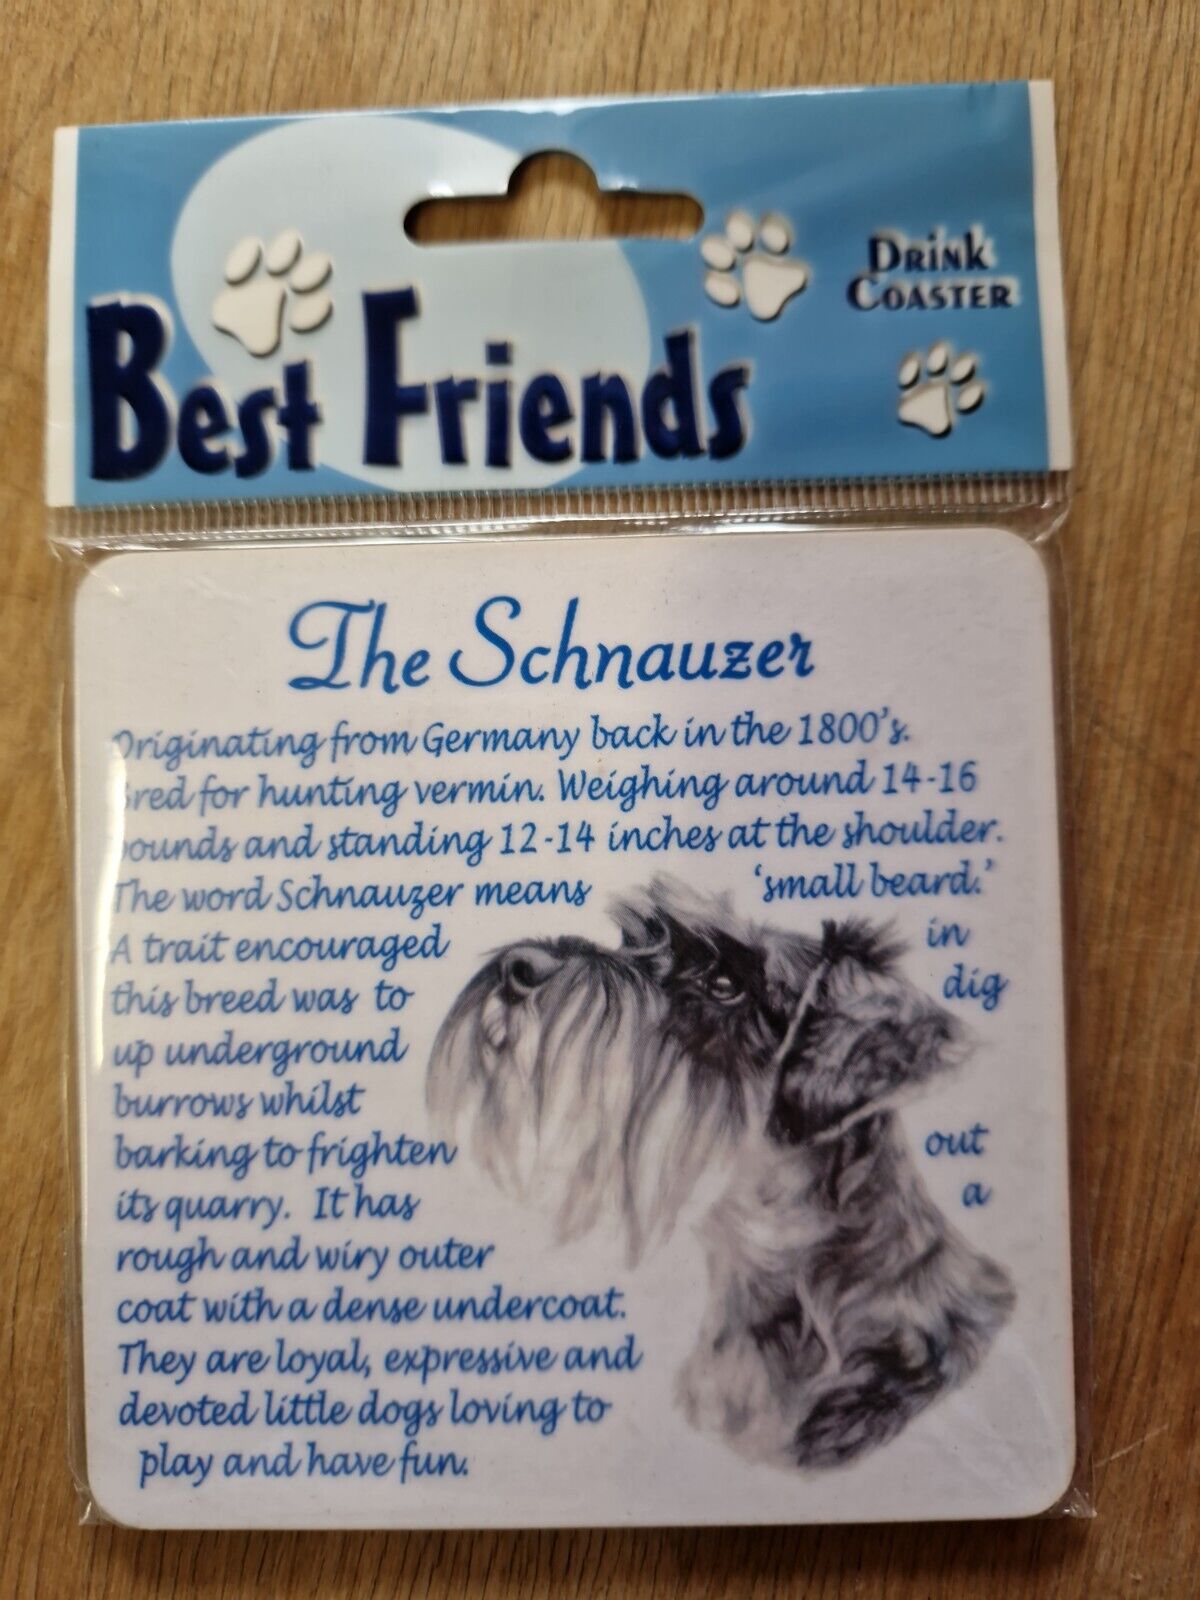 Best Friends
DRINK
COASTER
The Schnauzer
Originating from Germany back in the 1800's.
Bred for hunting vermin. Weighing around 14-16
pounds and standing 12-14 inches at the shoulder.
The word Schnauzer means 'small beard.'
A trait encouraged in
this breed was to dig
up underground
burrows whilst
barking to frighten out
its quarry. It has a
rough and wiry outer
coat with a dense undercoat.
They are loyal, expressive and
devoted little dogs loving to
play and have fun.